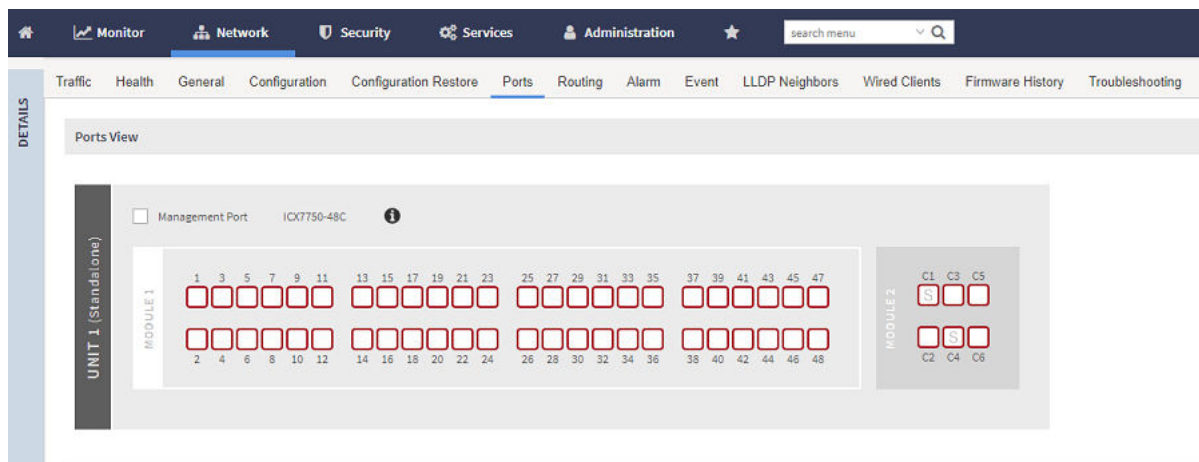 Monitor Network Security Services Administration search menu
Traffic Health General Configuration Configuration Restore Ports Routing Alarm Event LLDP Neighbors Wired Clients Firmware History Troubleshooting
DETAILS
Ports View
UNIT 1 (Standalone)
Management Port ICX7750-48C
MODULE 1
1 3 5 7 9 11 13 15 17 19 21 23 25 27 29 31 33 35 37 39 41 43 45 47
2 4 6 8 10 12 14 16 18 20 22 24 26 28 30 32 34 36 38 40 42 44 46 48
MODULE 2
C1 C3 C5
S
S
C2 C4 C6